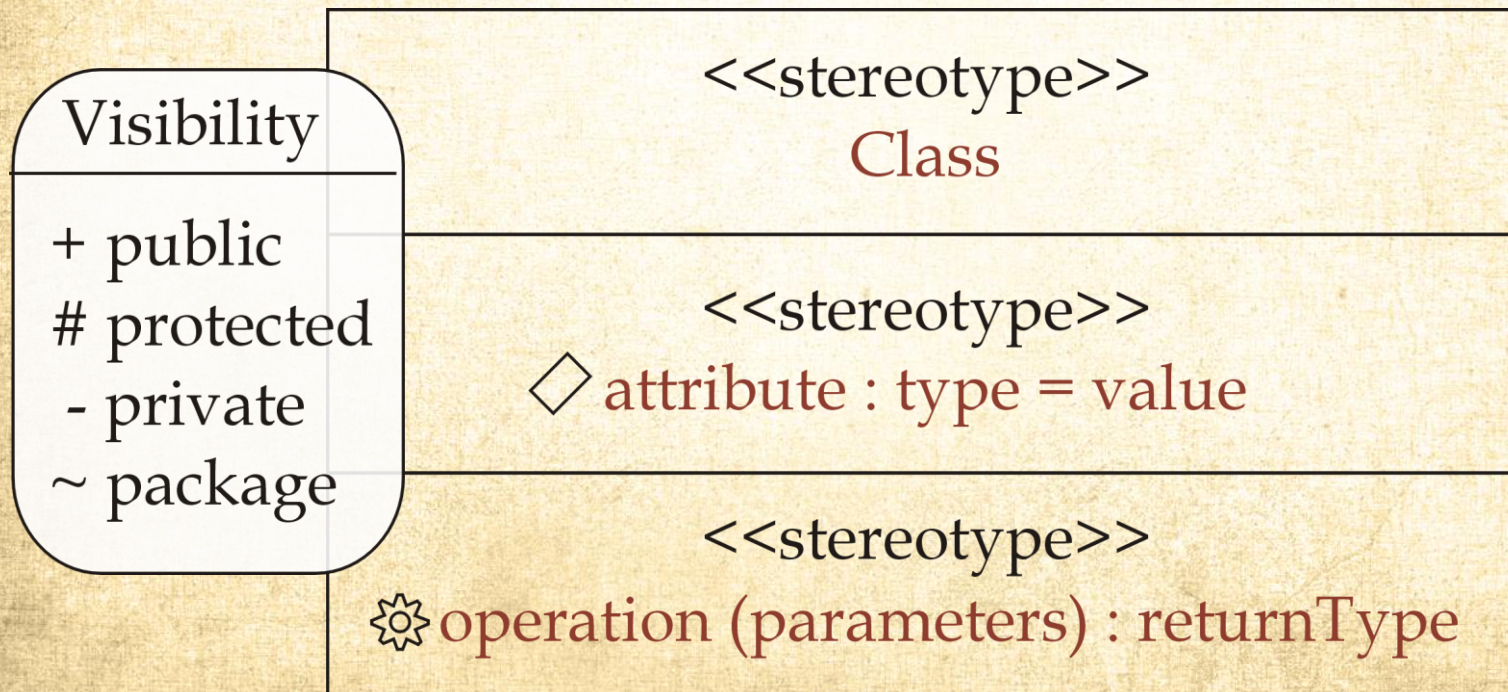 Visibility
+ public
# protected
- private
~ package
<<stereotype>>
Class
<<stereotype>>
attribute : type = value
<<stereotype>>
operation (parameters) : returnType